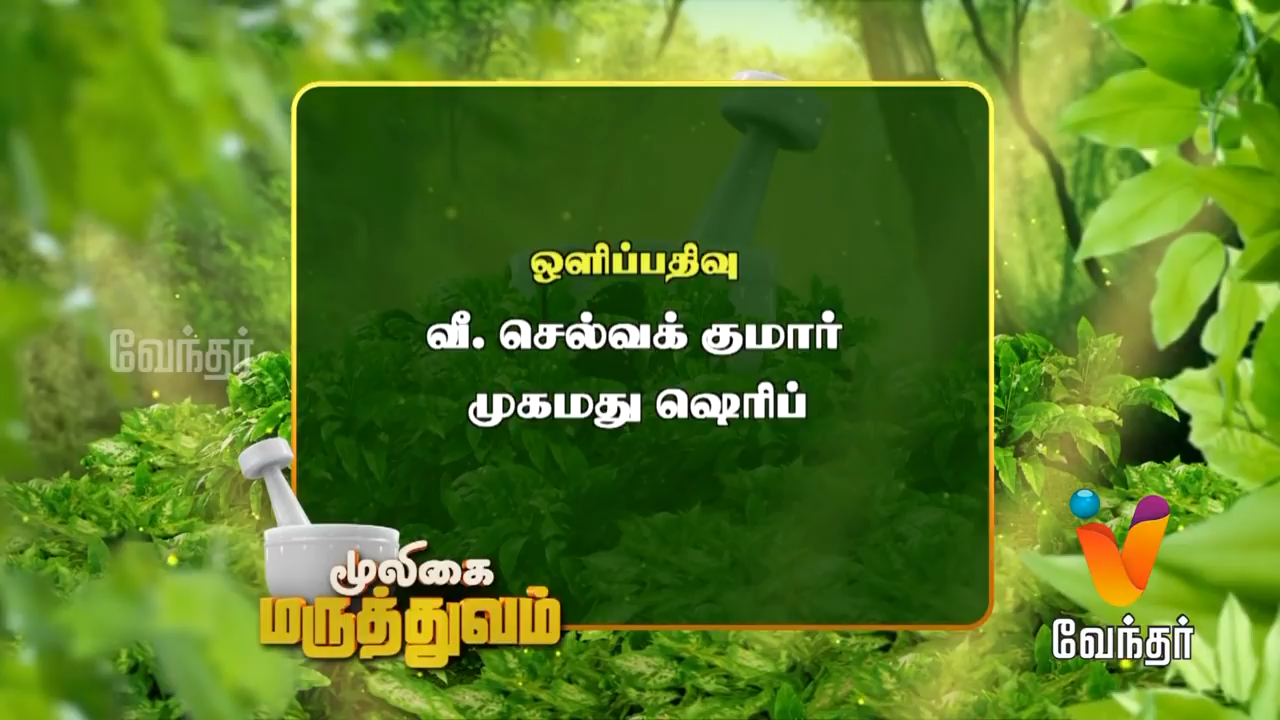 ஒளிப்பதிவு
வீ. செல்வக் குமார்
முகமது ஷெரிப்
வேந்தர்
மூலிகை
மருத்துவம்
வேந்தர்